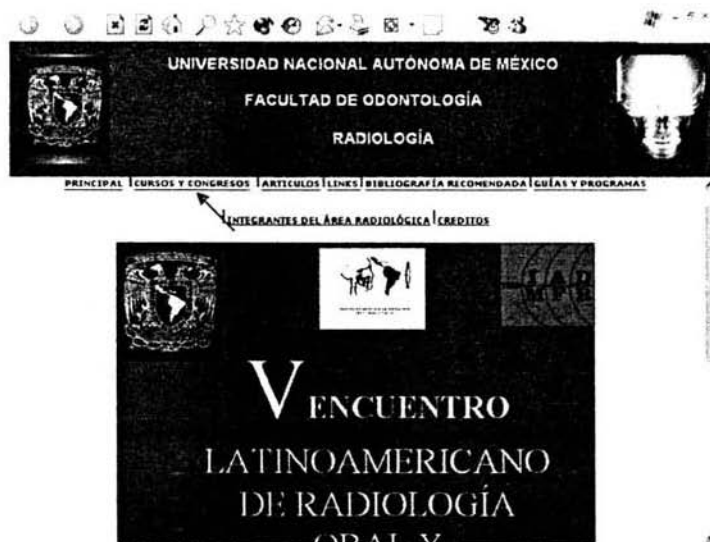 UNIVERSIDAD NACIONAL AUTÓNOMA DE MÉXICO
FACULTAD DE ODONTOLOGÍA
RADIOLOGÍA
PRINCIPAL | CURSOS Y CONGRESOS | ARTICULOS | LINKS | BIBLIOGRAFÍA RECOMENDADA | GUÍAS Y PROGRAMAS
| INTEGRANTES DEL ÁREA RADIOLÓGICA | CREDITOS
V ENCUENTRO
LATINOAMERICANO
DE RADIOLOGÍA
ORAL Y